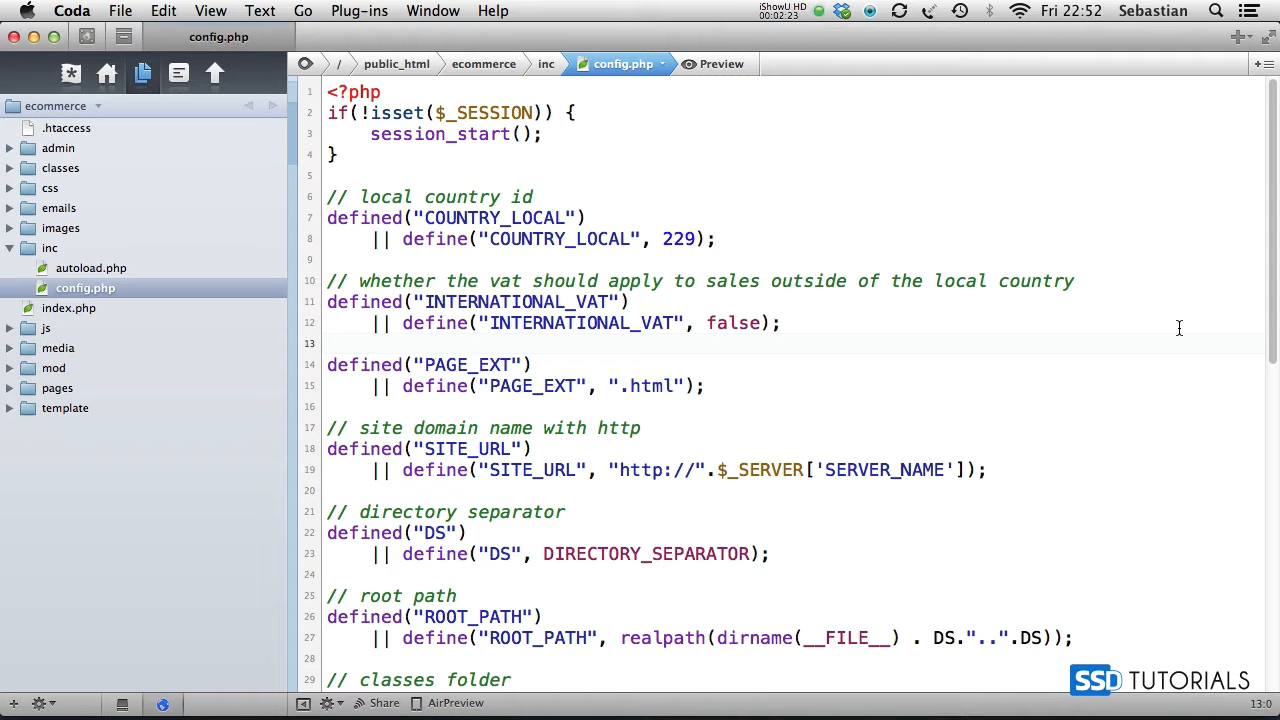 Coda File Edit View Text Go Plug-ins Window Help iShowU HD 00:02:23 Fri 22:52 Sebastian
config.php
/ public_html ecommerce inc config.php Preview
ecommerce
.htaccess
admin
classes
css
emails
images
inc
autoload.php
config.php
index.php
js
media
mod
pages
template
1 <?php
2 if(!isset($_SESSION)) {
3     session_start();
4 }
5
6 // local country id
7 defined("COUNTRY_LOCAL")
8     || define("COUNTRY_LOCAL", 229);
9
10 // whether the vat should apply to sales outside of the local country
11 defined("INTERNATIONAL_VAT")
12     || define("INTERNATIONAL_VAT", false);
13
14 defined("PAGE_EXT")
15     || define("PAGE_EXT", ".html");
16
17 // site domain name with http
18 defined("SITE_URL")
19     || define("SITE_URL", "http://".$_SERVER['SERVER_NAME']);
20
21 // directory separator
22 defined("DS")
23     || define("DS", DIRECTORY_SEPARATOR);
24
25 // root path
26 defined("ROOT_PATH")
27     || define("ROOT_PATH", realpath(dirname(__FILE__) . DS."..".DS));
28
29 // classes folder
SSDTUTORIALS
Share AirPreview 13:0